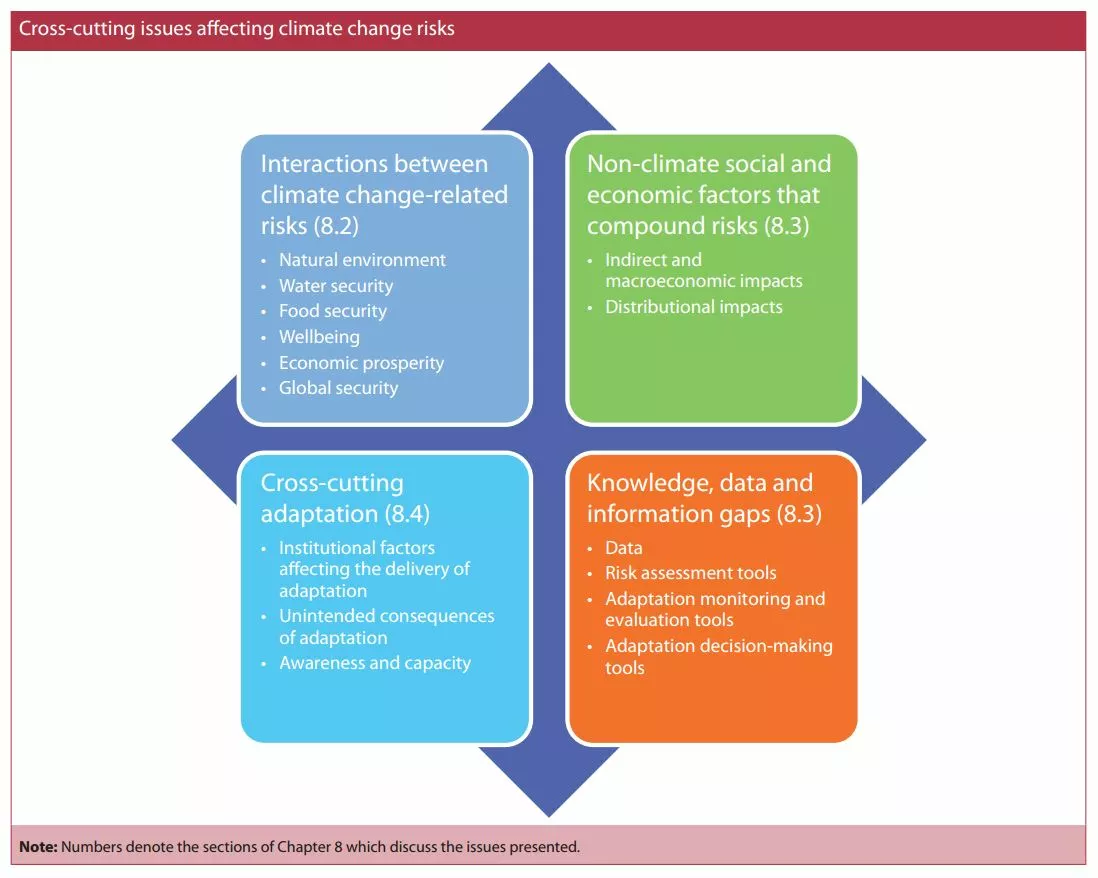 Cross-cutting issues affecting climate change risks
Interactions between
climate change-related
risks (8.2)
• Natural environment
• Water security
• Food security
• Wellbeing
• Economic prosperity
• Global security
Non-climate social and
economic factors that
compound risks (8.3)
• Indirect and
macroeconomic impacts
• Distributional impacts
Cross-cutting
adaptation (8.4)
• Institutional factors
affecting the delivery of
adaptation
• Unintended consequences
of adaptation
• Awareness and capacity
Knowledge, data and
information gaps (8.3)
• Data
• Risk assessment tools
• Adaptation monitoring and
evaluation tools
• Adaptation decision-making
tools
Note: Numbers denote the sections of Chapter 8 which discuss the issues presented.